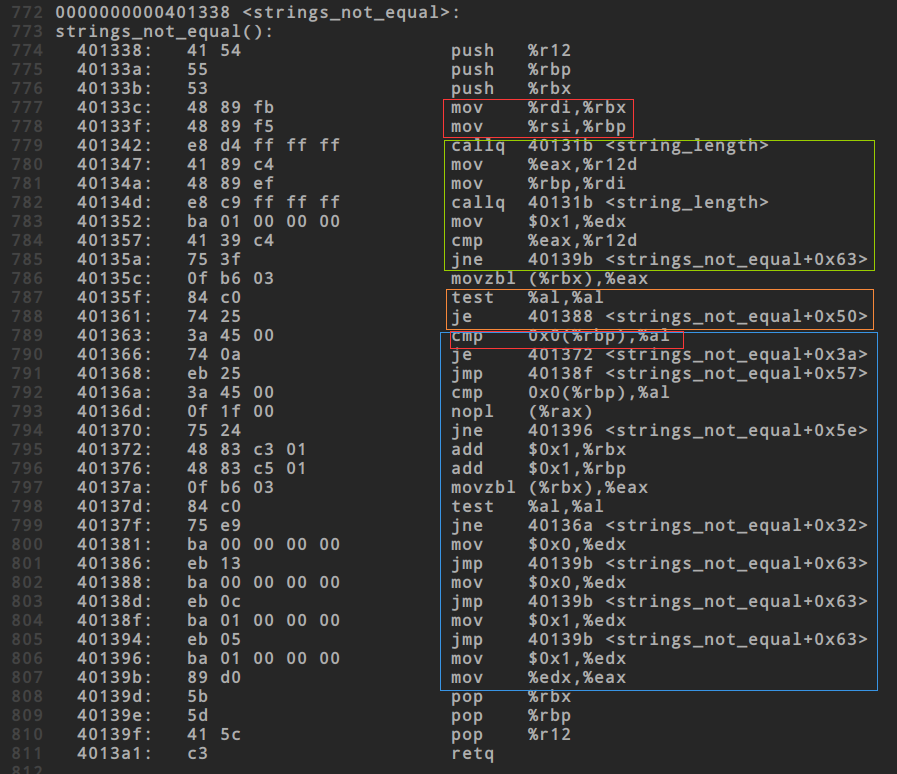 772 0000000000401338 <strings_not_equal>:
773 strings_not_equal():
774 401338: 41 54 push %r12
775 40133a: 55 push %rbp
776 40133b: 53 push %rbx
777 40133c: 48 89 fb mov %rdi,%rbx
778 40133f: 48 89 f5 mov %rsi,%rbp
779 401342: e8 d4 ff ff ff callq 40131b <string_length>
780 401347: 41 89 c4 mov %eax,%r12d
781 40134a: 48 89 ef mov %rbp,%rdi
782 40134d: e8 c9 ff ff ff callq 40131b <string_length>
783 401352: ba 01 00 00 00 mov $0x1,%edx
784 401357: 41 39 c4 cmp %eax,%r12d
785 40135a: 75 3f jne 40139b <strings_not_equal+0x63>
786 40135c: 0f b6 03 movzbl (%rbx),%eax
787 40135f: 84 c0 test %al,%al
788 401361: 74 25 je 401388 <strings_not_equal+0x50>
789 401363: 3a 45 00 cmp 0x0(%rbp),%al
790 401366: 74 0a je 401372 <strings_not_equal+0x3a>
791 401368: eb 25 jmp 40138f <strings_not_equal+0x57>
792 40136a: 3a 45 00 cmp 0x0(%rbp),%al
793 40136d: 0f 1f 00 nopl (%rax)
794 401370: 75 24 jne 401396 <strings_not_equal+0x5e>
795 401372: 48 83 c3 01 add $0x1,%rbx
796 401376: 48 83 c5 01 add $0x1,%rbp
797 40137a: 0f b6 03 movzbl (%rbx),%eax
798 40137d: 84 c0 test %al,%al
799 40137f: 75 e9 jne 40136a <strings_not_equal+0x32>
800 401381: ba 00 00 00 00 mov $0x0,%edx
801 401386: eb 13 jmp 40139b <strings_not_equal+0x63>
802 401388: ba 00 00 00 00 mov $0x0,%edx
803 40138d: eb 0c jmp 40139b <strings_not_equal+0x63>
804 40138f: ba 01 00 00 00 mov $0x1,%edx
805 401394: eb 05 jmp 40139b <strings_not_equal+0x63>
806 401396: ba 01 00 00 00 mov $0x1,%edx
807 40139b: 89 d0 mov %edx,%eax
808 40139d: 5b pop %rbx
809 40139e: 5d pop %rbp
810 40139f: 41 5c pop %r12
811 4013a1: c3 retq
812